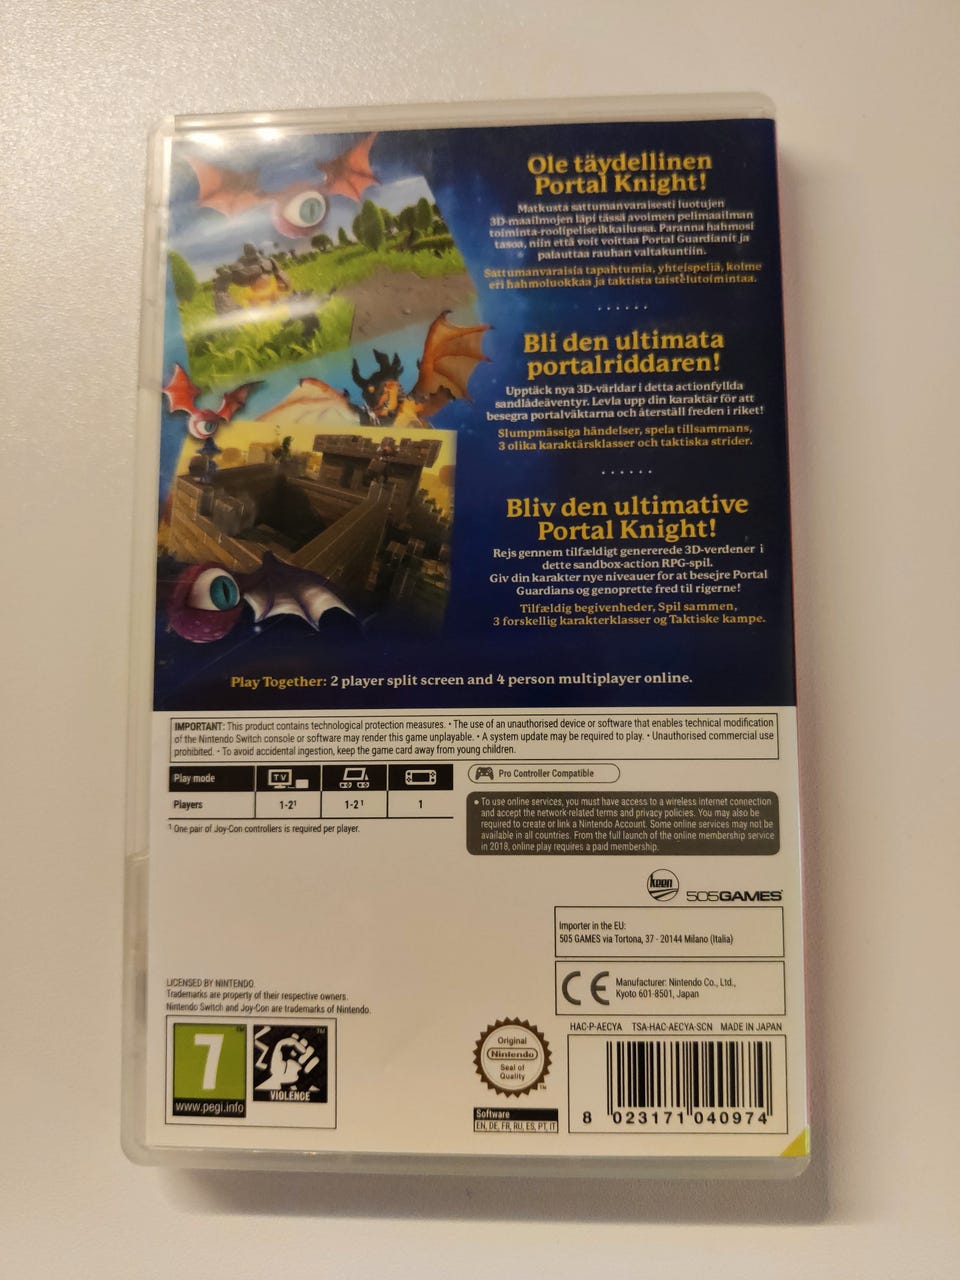 Ole täydellinen
Portal Knight!
Matkusta sattumanvaraisesti luotujen
3D-maailmojen läpi tässä avoimen pelimaailman
toiminta-roolipeliseikkailussa. Paranna hahmosi
tasoa, niin että voit voittaa Portal Guardianit ja
palauttaa rauhan valtakuntiin.
Sattumanvaraisia tapahtumia, yhteispeliä, kolme
eri hahmoluokkaa ja taktista taistelutoimintaa.
Bli den ultimata
portalriddaren!
Upptäck nya 3D-världar i detta actionfyllda
sandlådeäventyr. Levla upp din karaktär för att
besegra portalväktarna och återställ freden i riket!
Slumpmässiga händelser, spela tillsammans,
3 olika karaktärsklasser och taktiska strider.
Bliv den ultimative
Portal Knight!
Rejs gennem tilfældigt genererede 3D-verdener i
dette sandbox-action RPG-spil.
Giv din karakter nye niveauer for at besejre Portal
Guardians og genoprette fred til rigerne!
Tilfældig begivenheder, Spil sammen,
3 forskellig karakterklasser og Taktiske kampe.
Play Together: 2 player split screen and 4 person multiplayer online.
IMPORTANT: This product contains technological protection measures. • The use of an unauthorised device or software that enables technical modification
of the Nintendo Switch console or software may render this game unplayable. • A system update may be required to play. • Unauthorised commercial use
prohibited. • To avoid accidental ingestion, keep the game card away from young children.
Play mode TV
Players 1-2¹ 1-2¹ 1
¹ One pair of Joy-Con controllers is required per player.
Pro Controller Compatible
• To use online services, you must have access to a wireless internet connection
and accept the network-related terms and privacy policies. You may also be
required to create or link a Nintendo Account. Some online services may not be
available in all countries. From the full launch of the online membership service
in 2018, online play requires a paid membership.
keen
505GAMES
Importer in the EU:
505 GAMES via Tortona, 37 - 20144 Milano (Italia)
CE
Manufacturer: Nintendo Co., Ltd.,
Kyoto 601-8501, Japan
LICENSED BY NINTENDO.
Trademarks are property of their respective owners.
Nintendo Switch and Joy-Con are trademarks of Nintendo.
HAC-P-AECYA TSA-HAC-AECYA-SCN MADE IN JAPAN
7
TM
www.pegi.info
TM
VIOLENCE
Original
Nintendo
Seal of
Quality
TM
Software
EN, DE, FR, RU, ES, PT, IT
8 023171 040974